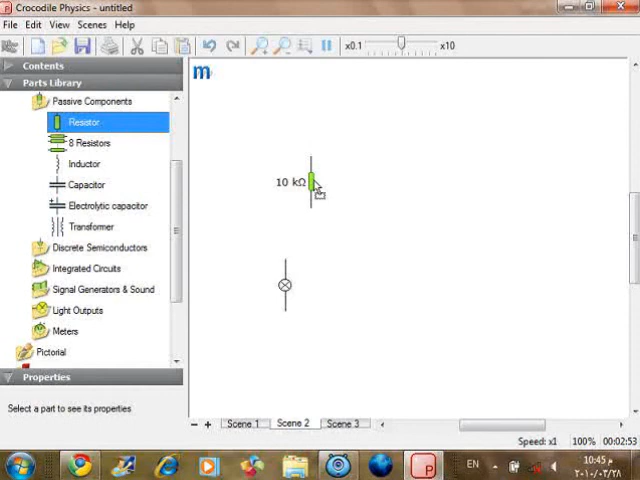 Crocodile Physics - untitled
File Edit View Scenes Help
x0.1 x10
Contents
Parts Library
Passive Components
Resistor
8 Resistors
Inductor
Capacitor
Electrolytic capacitor
Transformer
Discrete Semiconductors
Integrated Circuits
Signal Generators & Sound
Light Outputs
Meters
Pictorial
Properties
Select a part to see its properties
m
10 kΩ
Scene 1 Scene 2 Scene 3
Speed: x1 100% 00:02:53
EN
10:45 م
٢٠١٠/٠٣/٢٨